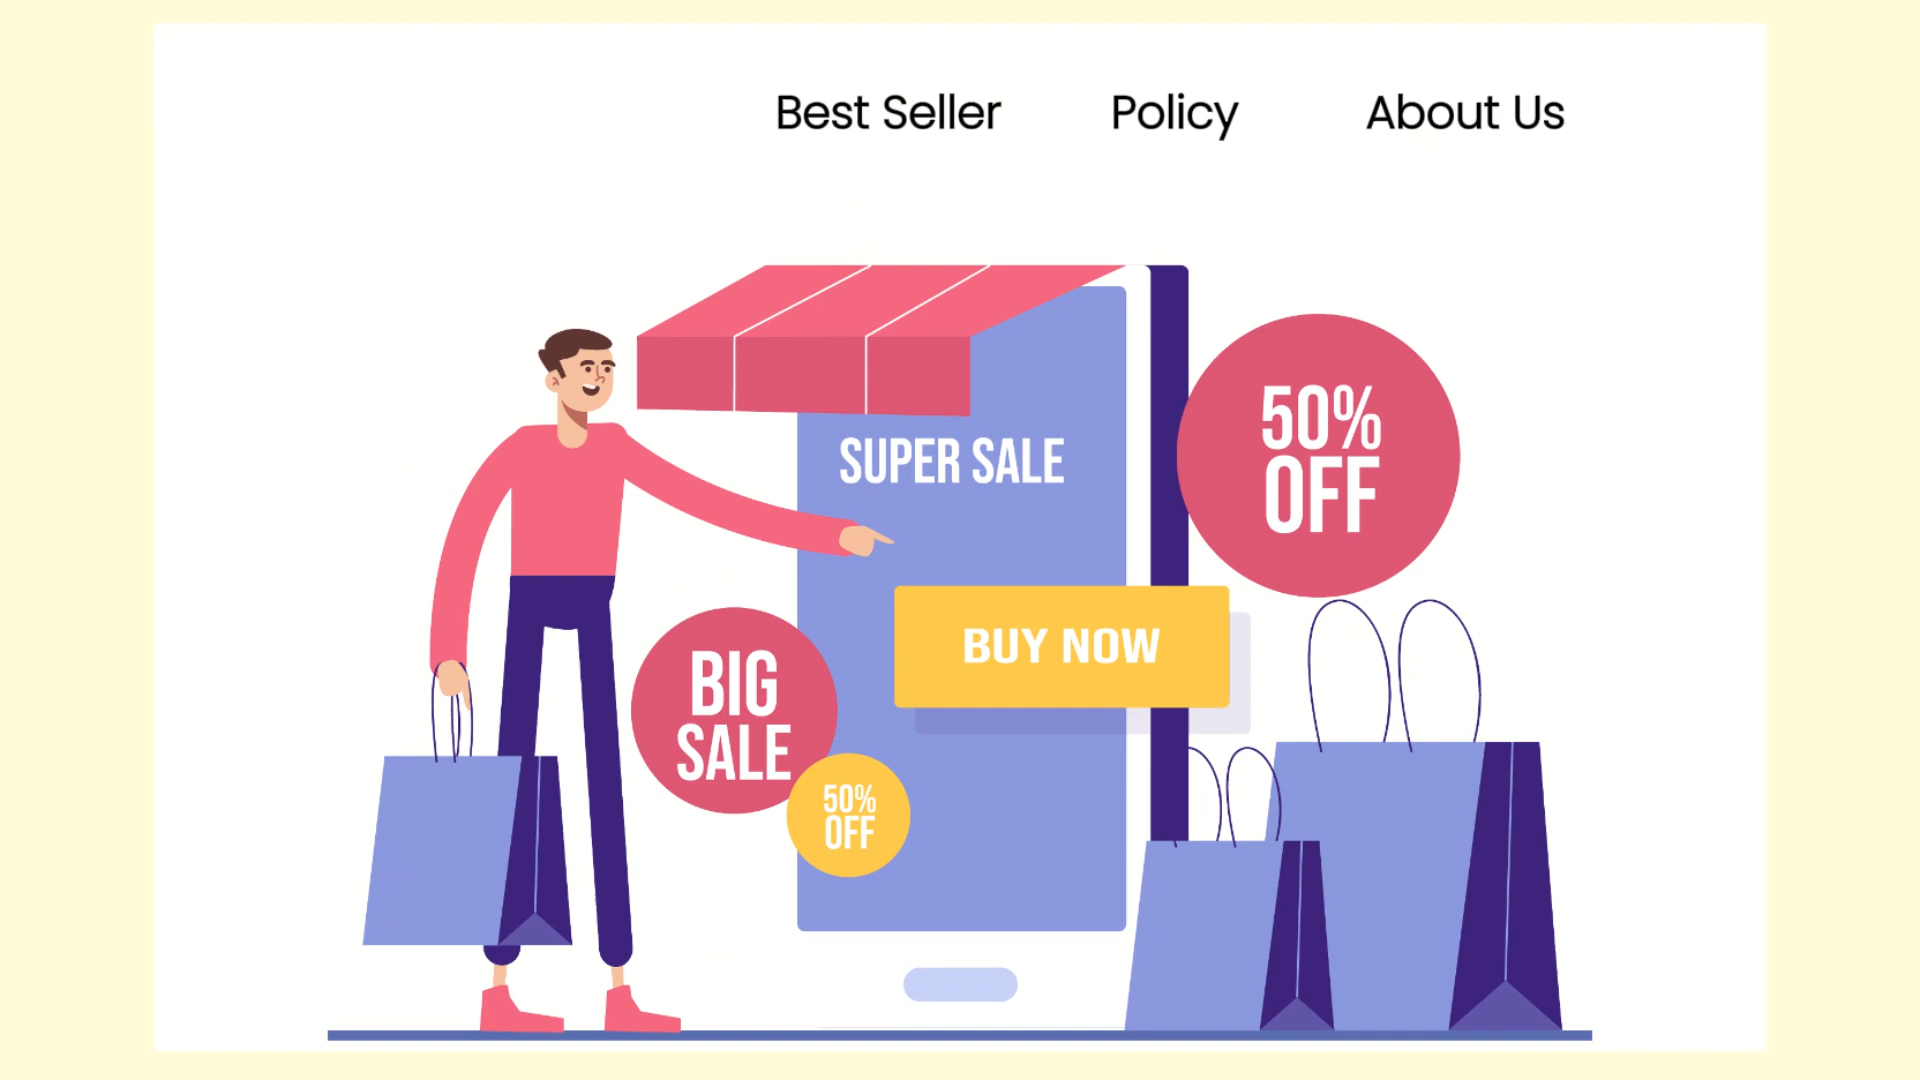 Best Seller Policy About Us
SUPER SALE
50%
OFF
BUY NOW
BIG
SALE
50%
OFF